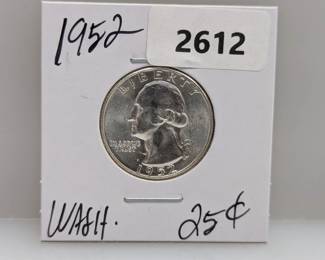 1952
2612
LIBERTY
IN GOD WE TRUST
1952
WASH.
25¢